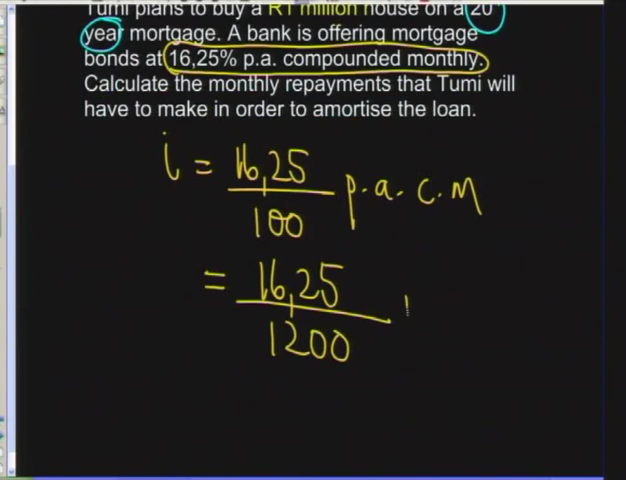 Tumi plans to buy a R1 million house on a 20
year mortgage. A bank is offering mortgage
bonds at 16,25% p.a. compounded monthly.
Calculate the monthly repayments that Tumi will
have to make in order to amortise the loan.
i = 16,25 / 100 p.a. c.M
= 16,25 / 1200